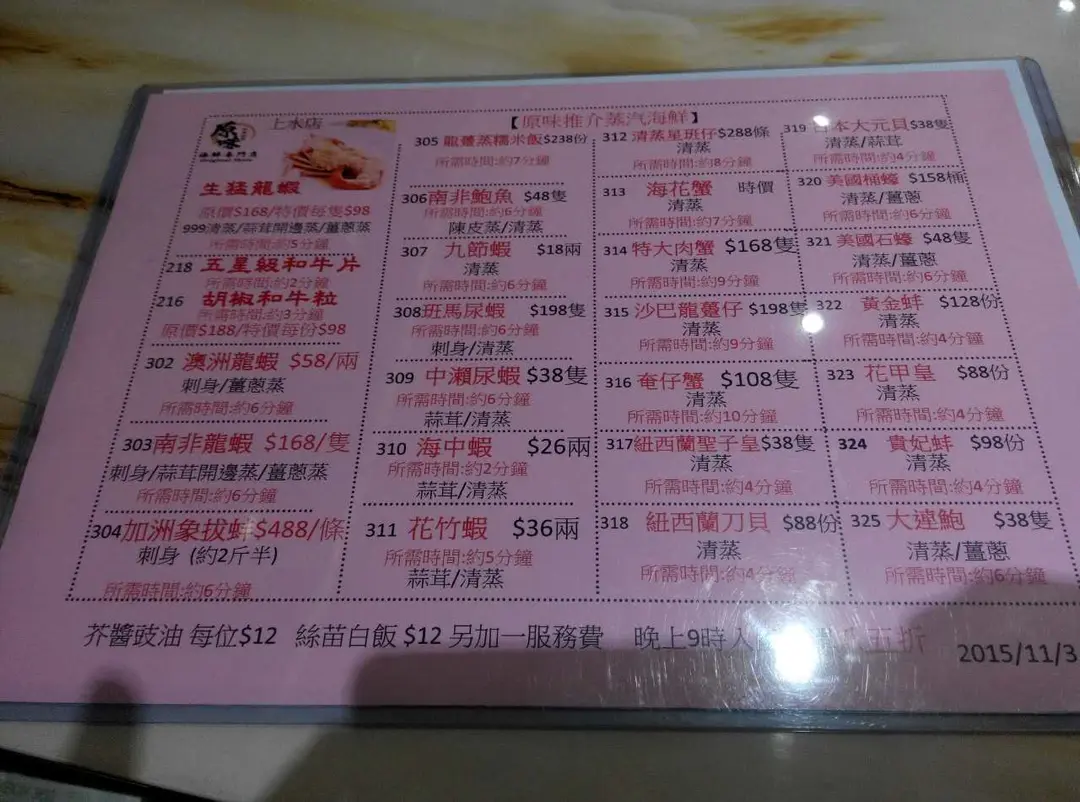 上水店
原味
【原味推介蒸汽海鮮】
生猛龍蝦
原價$168/特價每隻$98
999清蒸/蒜茸開邊蒸/薑蔥蒸
所需時間:約5分鐘
218 五星級和牛片
所需時間:約2分鐘
216 胡椒和牛粒
所需時間:約3分鐘
原價$188/特價每份$98
302 澳洲龍蝦 $58/兩
刺身/薑蔥蒸
所需時間:約6分鐘
303南非龍蝦 $168/隻
刺身/蒜茸開邊蒸/薑蔥蒸
所需時間:約6分鐘
304加洲象拔蚌$488/條
刺身 (約2斤半)
所需時間:約6分鐘
305 龍躉蒸糯米飯$238份
所需時間:約7分鐘
306南非鮑魚 $48隻
所需時間:約6分鐘
陳皮蒸/清蒸
307 九節蝦 $18兩
清蒸
所需時間:約6分鐘
308班馬尿蝦 $198隻
所需時間:約6分鐘
刺身/清蒸
309 中瀨尿蝦 $38隻
所需時間:約6分鐘
蒜茸/清蒸
310 海中蝦 $26兩
所需時間:約2分鐘
蒜茸/清蒸
311 花竹蝦 $36兩
所需時間:約5分鐘
蒜茸/清蒸
312 清蒸星班仔$288條
清蒸
所需時間:約8分鐘
313 海花蟹 時價
清蒸
所需時間:約7分鐘
314 特大肉蟹 $168隻
清蒸
所需時間:約9分鐘
315 沙巴龍躉仔 $198隻
清蒸
所需時間:約9分鐘
316 奄仔蟹 $108隻
清蒸
所需時間:約10分鐘
317紐西蘭聖子皇$38隻
清蒸
所需時間:約4分鐘
318 紐西蘭刀貝 $88份
清蒸
所需時間:約4分鐘
319 日本大元貝$38隻
清蒸/蒜茸
所需時間:約4分鐘
320 美國桶蠔 $158桶
清蒸/薑蔥
所需時間:約6分鐘
321 美國石蠔 $48隻
清蒸/薑蔥
所需時間:約6分鐘
322 黃金蚌 $128份
清蒸
所需時間:約4分鐘
323 花甲皇 $88份
清蒸
所需時間:約4分鐘
324 貴妃蚌 $98份
清蒸
所需時間:約4分鐘
325 大連鮑 $38隻
清蒸/薑蔥
所需時間:約6分鐘
芥醬豉油 每位$12 絲苗白飯 $12 另加一服務費 晚上9時入 五折
2015/11/3